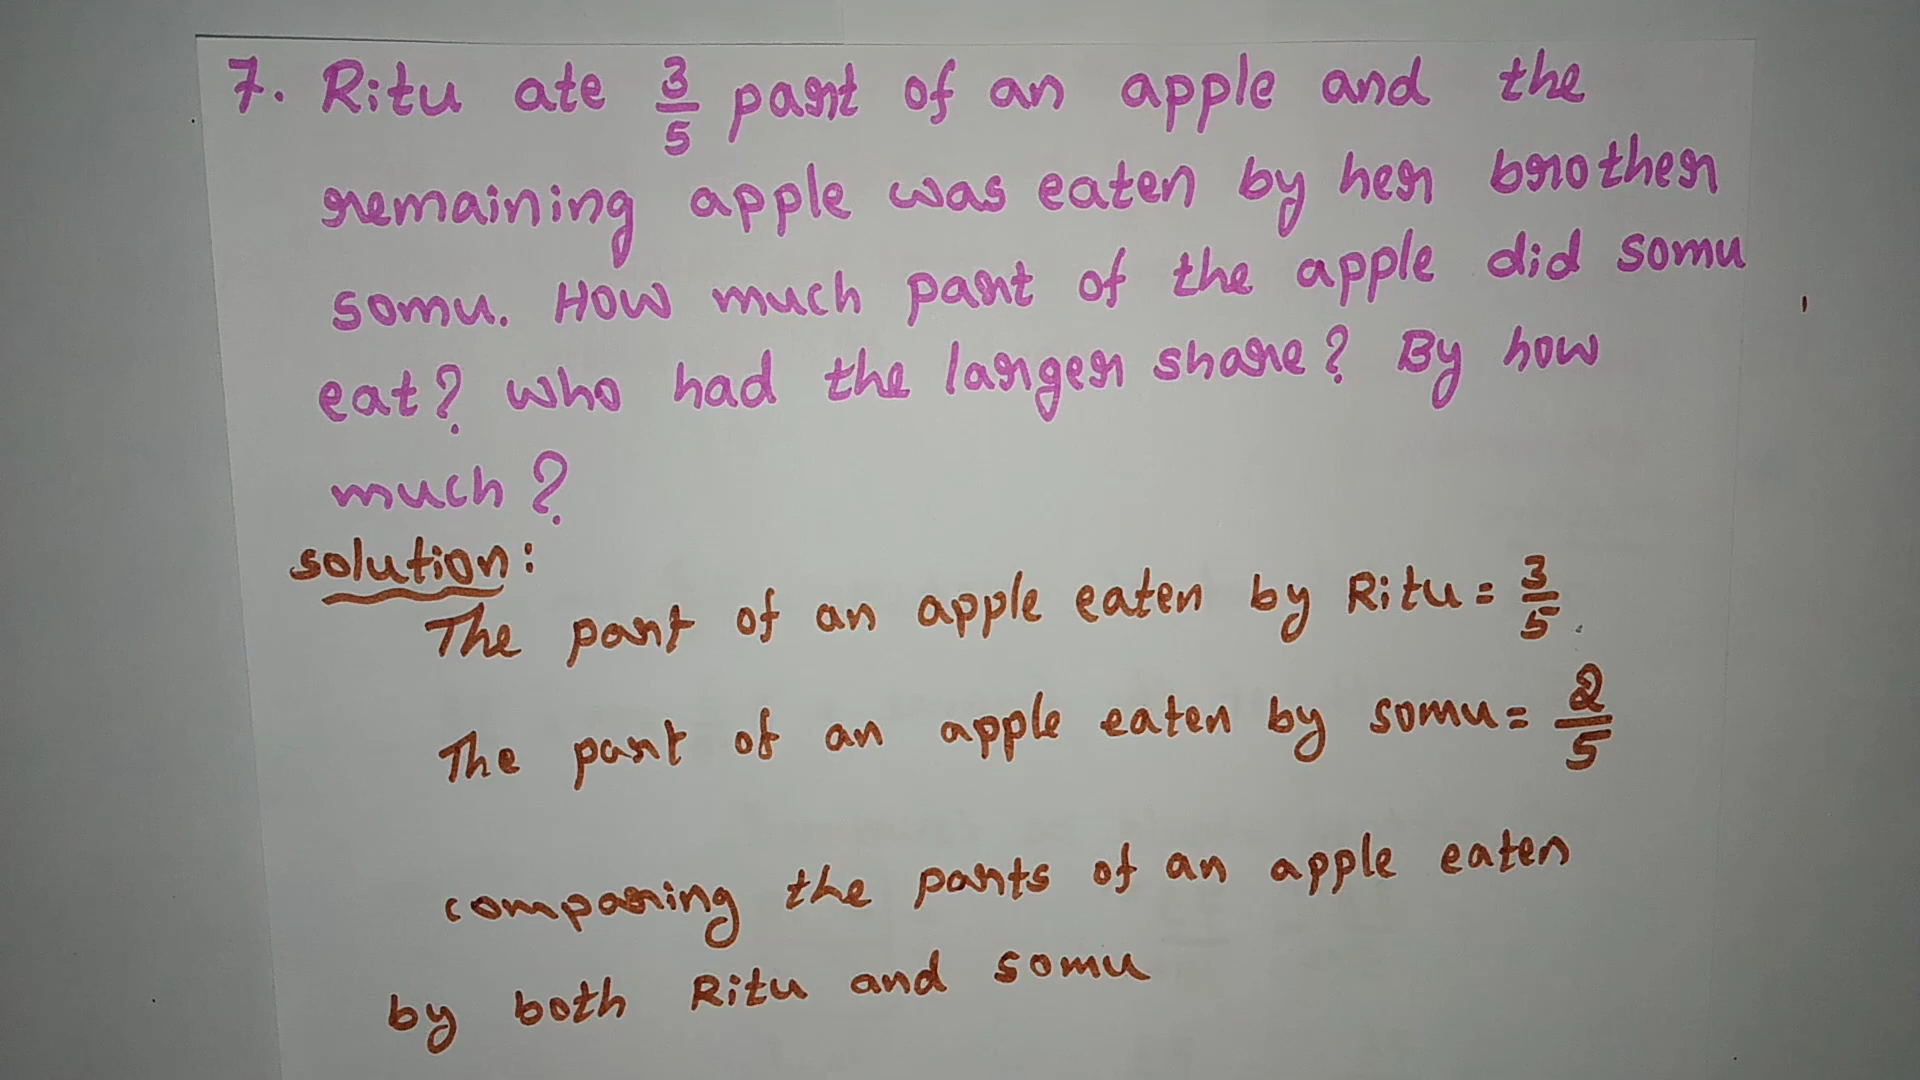 7. Ritu ate 3/5 part of an apple and the
remaining apple was eaten by her brother
somu. How much part of the apple did somu
eat? who had the larger share? By how
much?
solution:
The part of an apple eaten by Ritu = 3/5.
The part of an apple eaten by somu = 2/5
comparing the parts of an apple eaten
by both Ritu and somu